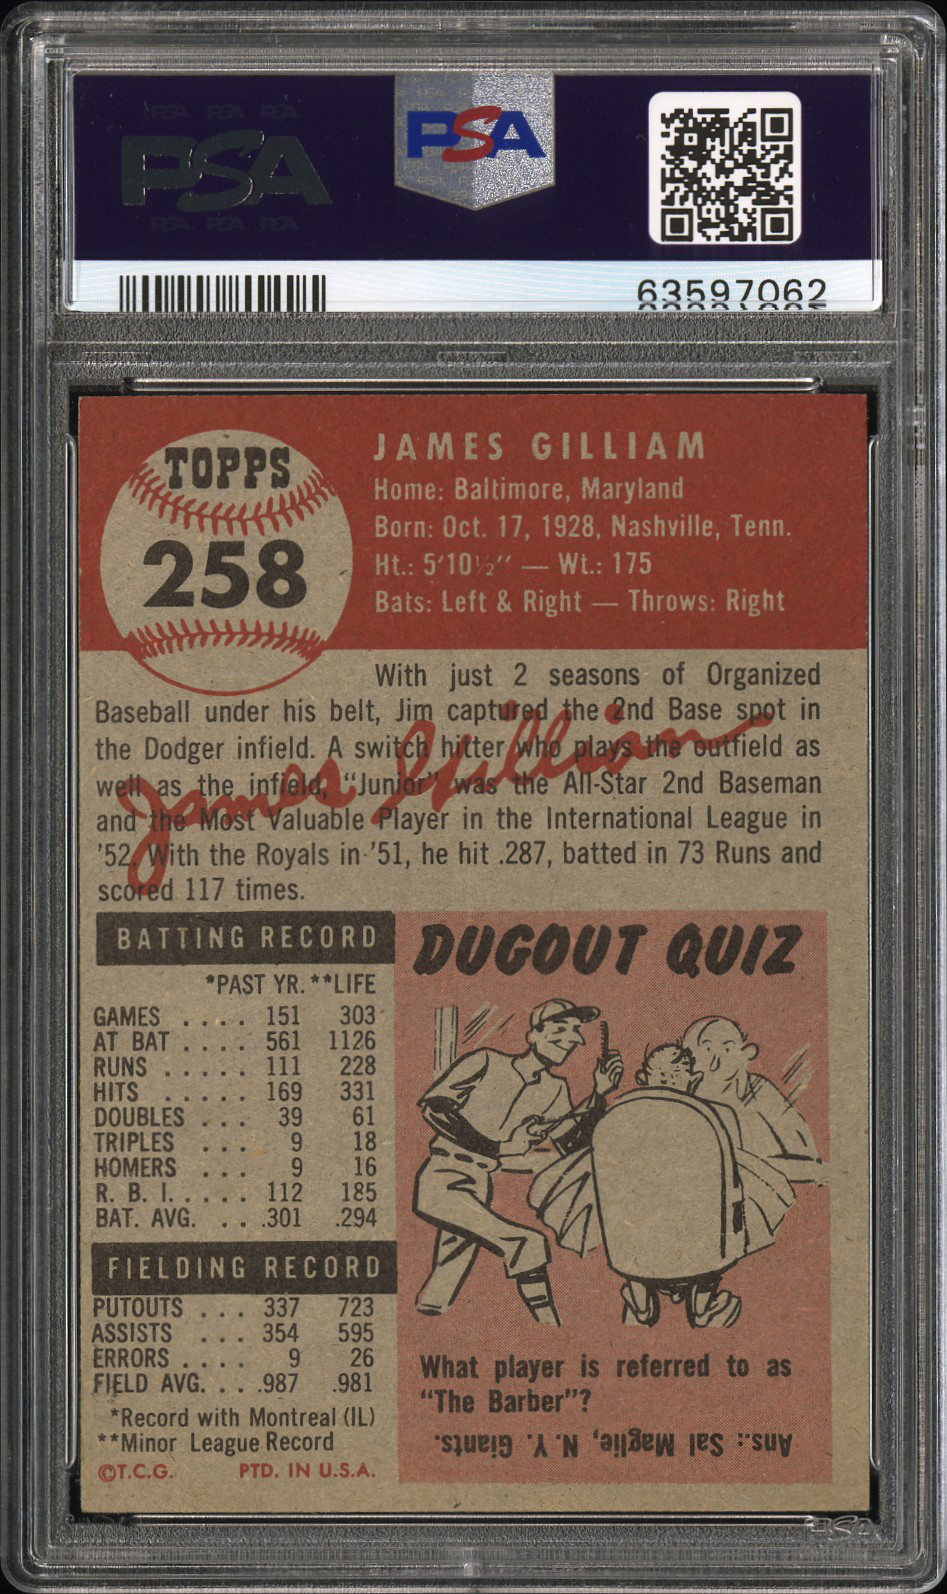 PSA PSA PSA
PSA
PSA PSA PSA
PSA
63597062
TOPPS
258
JAMES GILLIAM
Home: Baltimore, Maryland
Born: Oct. 17, 1928, Nashville, Tenn.
Ht.: 5'10½" — Wt.: 175
Bats: Left & Right — Throws: Right
With just 2 seasons of Organized
Baseball under his belt, Jim captured the 2nd Base spot in
the Dodger infield. A switch hitter who plays the outfield as
well as the infield, "Junior" was the All-Star 2nd Baseman
and the Most Valuable Player in the International League in
'52. With the Royals in '51, he hit .287, batted in 73 Runs and
scored 117 times.
James Gilliam
BATTING RECORD
*PAST YR. **LIFE
GAMES .... 151 303
AT BAT .... 561 1126
RUNS ..... 111 228
HITS ..... 169 331
DOUBLES ... 39 61
TRIPLES ... 9 18
HOMERS ... 9 16
R. B. I. .... 112 185
BAT. AVG. ... .301 .294
FIELDING RECORD
PUTOUTS ... 337 723
ASSISTS ... 354 595
ERRORS .... 9 26
FIELD AVG. ... .987 .981
*Record with Montreal (IL)
**Minor League Record
©T.C.G. PTD. IN U.S.A.
DUGOUT QUIZ
What player is referred to as
"The Barber"?
Ans.: Sal Maglie, N. Y. Giants.
PSA